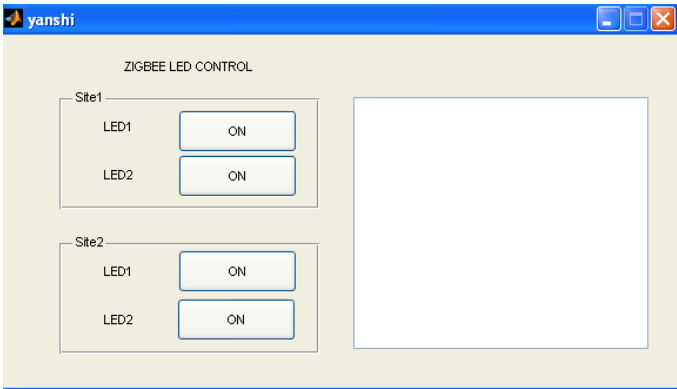 yanshi
ZIGBEE LED CONTROL
Site1
LED1 ON
LED2 ON
Site2
LED1 ON
LED2 ON